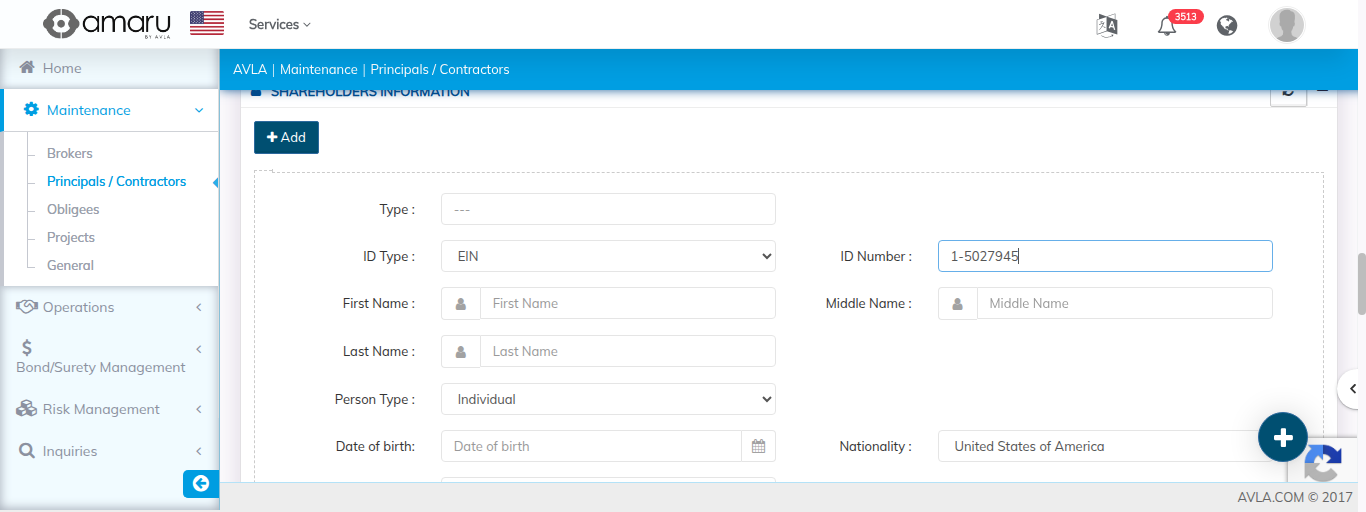 amaru
BY AVLA
Services
文A
3513
Home
AVLA | Maintenance | Principals / Contractors
SHAREHOLDERS INFORMATION
Maintenance
Add
Brokers
Principals / Contractors
Obligees
Projects
General
Type :
---
ID Type :
EIN
ID Number :
1-5027945
First Name :
First Name
Middle Name :
Middle Name
Last Name :
Last Name
Person Type :
Individual
Date of birth:
Date of birth
Nationality :
United States of America
Operations
Bond/Surety Management
Risk Management
Inquiries
AVLA.COM © 2017